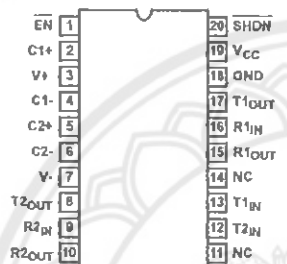 EN 1 20 SHDN
C1+ 2 19 VCC
V+ 3 18 GND
C1- 4 17 T1OUT
C2+ 5 16 R1IN
C2- 6 15 R1OUT
V- 7 14 NC
T2OUT 8 13 T1IN
R2IN 9 12 T2IN
R2OUT 10 11 NC